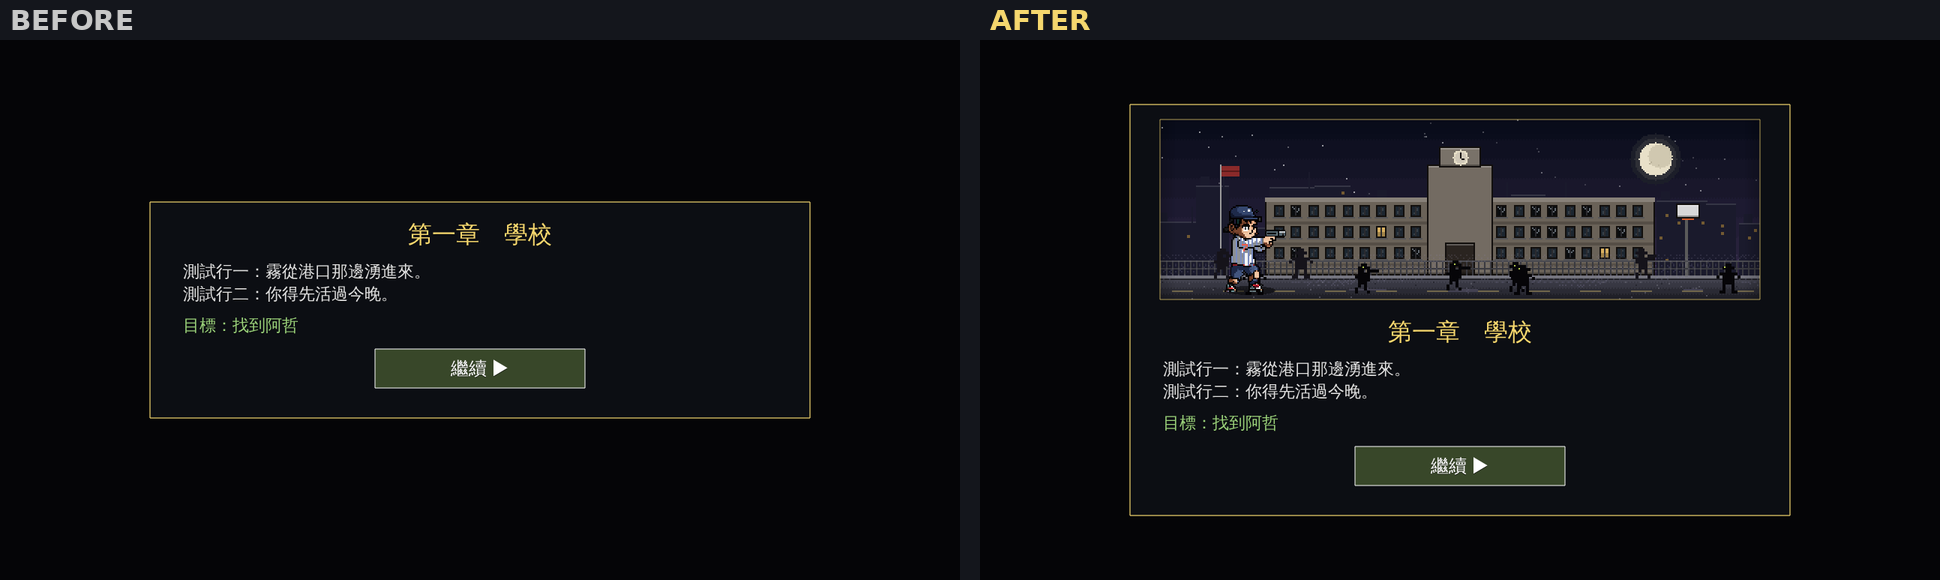 BEFORE
第一章　學校
測試行一：霧從港口那邊湧進來。
測試行二：你得先活過今晚。
目標：找到阿哲
繼續 ▶
AFTER
第一章　學校
測試行一：霧從港口那邊湧進來。
測試行二：你得先活過今晚。
目標：找到阿哲
繼續 ▶